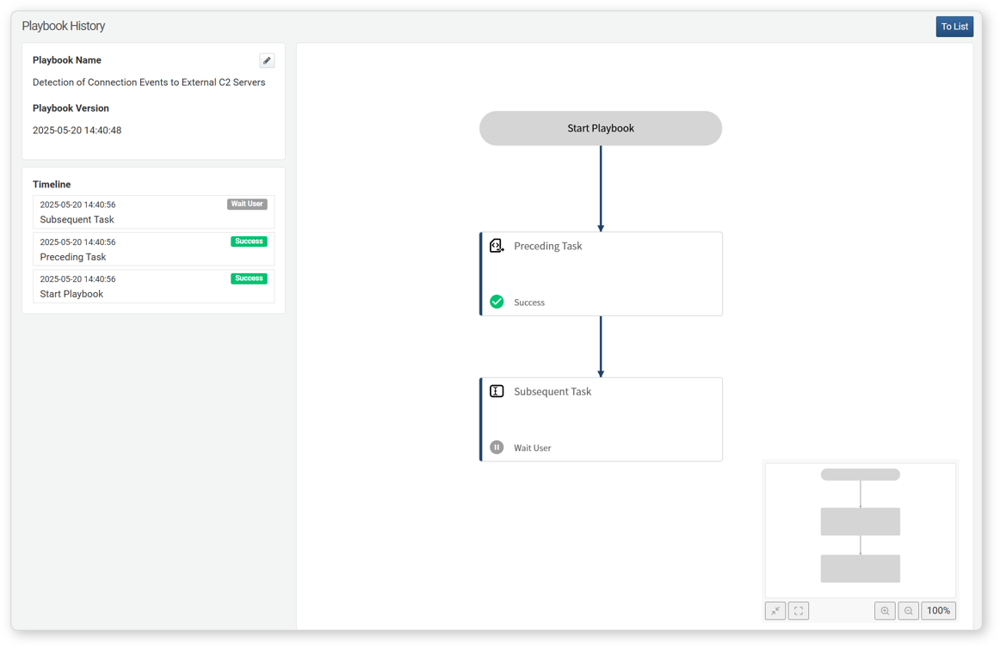 Playbook History
To List
Playbook Name
Detection of Connection Events to External C2 Servers
Playbook Version
2025-05-20 14:40:48
Timeline
2025-05-20 14:40:56 Wait User
Subsequent Task
2025-05-20 14:40:56 Success
Preceding Task
2025-05-20 14:40:56 Success
Start Playbook
Start Playbook
Preceding Task
Success
Subsequent Task
Wait User
100%